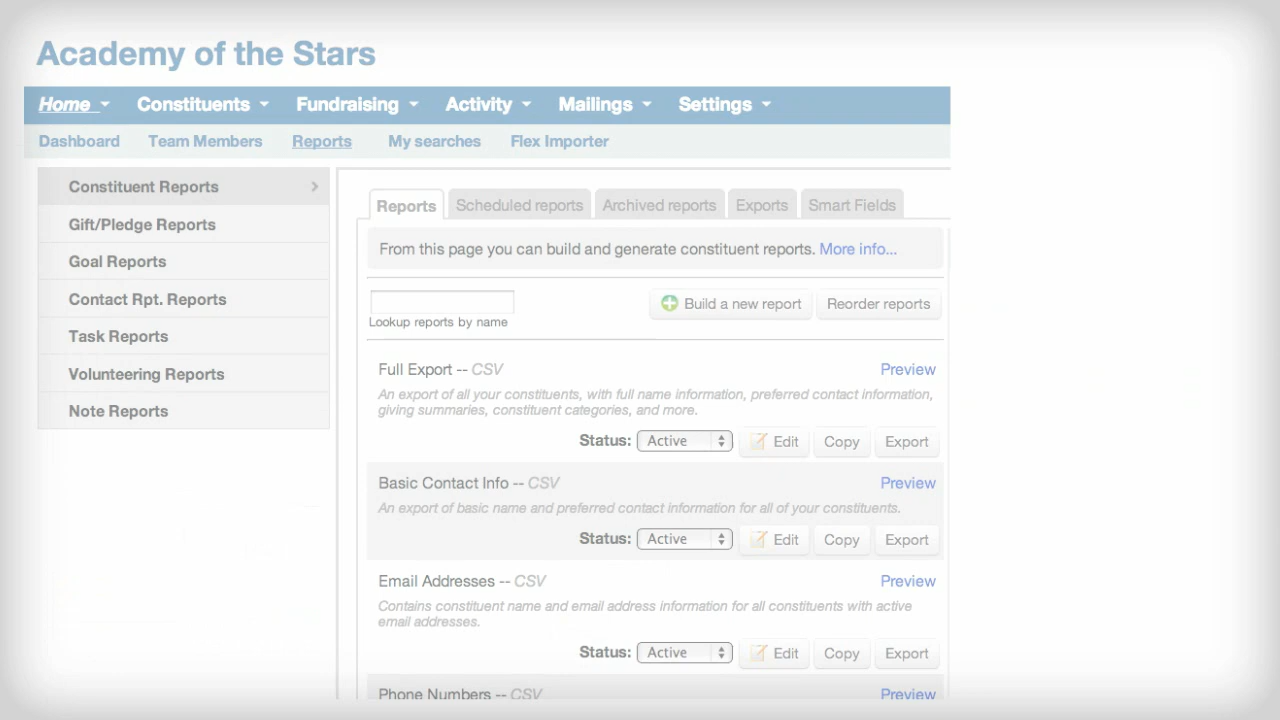 Academy of the Stars
Home Constituents Fundraising Activity Mailings Settings
Dashboard Team Members Reports My searches Flex Importer
Constituent Reports
Gift/Pledge Reports
Goal Reports
Contact Rpt. Reports
Task Reports
Volunteering Reports
Note Reports
Reports Scheduled reports Archived reports Exports Smart Fields
From this page you can build and generate constituent reports. More info...
Build a new report Reorder reports
Lookup reports by name
Full Export -- CSV Preview
An export of all your constituents, with full name information, preferred contact information,
giving summaries, constituent categories, and more.
Status: Active Edit Copy Export
Basic Contact Info -- CSV Preview
An export of basic name and preferred contact information for all of your constituents.
Status: Active Edit Copy Export
Email Addresses -- CSV Preview
Contains constituent name and email address information for all constituents with active
email addresses.
Status: Active Edit Copy Export
Phone Numbers -- CSV Preview